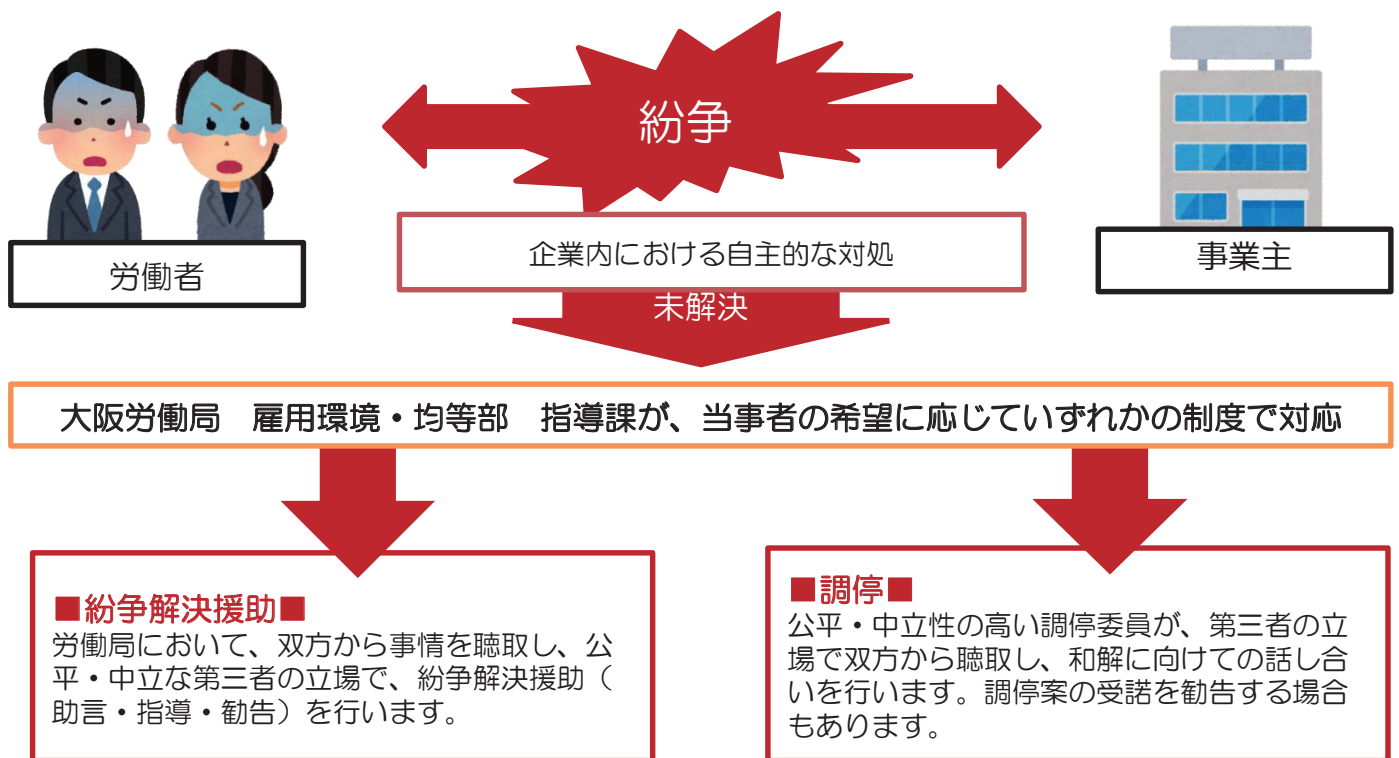 紛争
労働者
企業内における自主的な対処
事業主
未解決
大阪労働局　雇用環境・均等部　指導課が、当事者の希望に応じていずれかの制度で対応
■紛争解決援助■
労働局において、双方から事情を聴取し、公
平・中立な第三者の立場で、紛争解決援助（
助言・指導・勧告）を行います。
■調停■
公平・中立性の高い調停委員が、第三者の立
場で双方から聴取し、和解に向けての話し合
いを行います。調停案の受諾を勧告する場合
もあります。